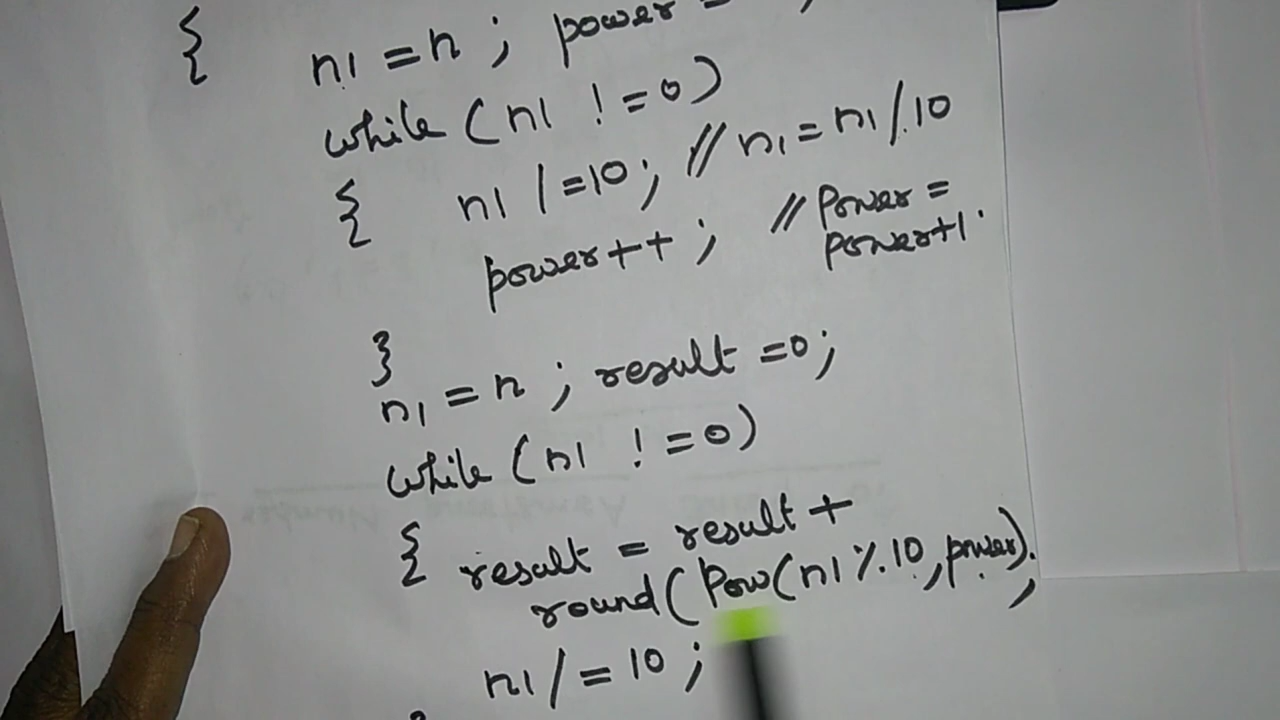 { n1 = n ; power =
while ( n1 != 0 )
{ n1 /= 10 ; // n1 = n1 /. 10
power++ ; // Power =
power+1.
}
n1 = n ; result = 0 ;
while ( n1 != 0 )
{ result = result +
round ( Pow ( n1 % 10 , power ) ;
n1 /= 10 ;